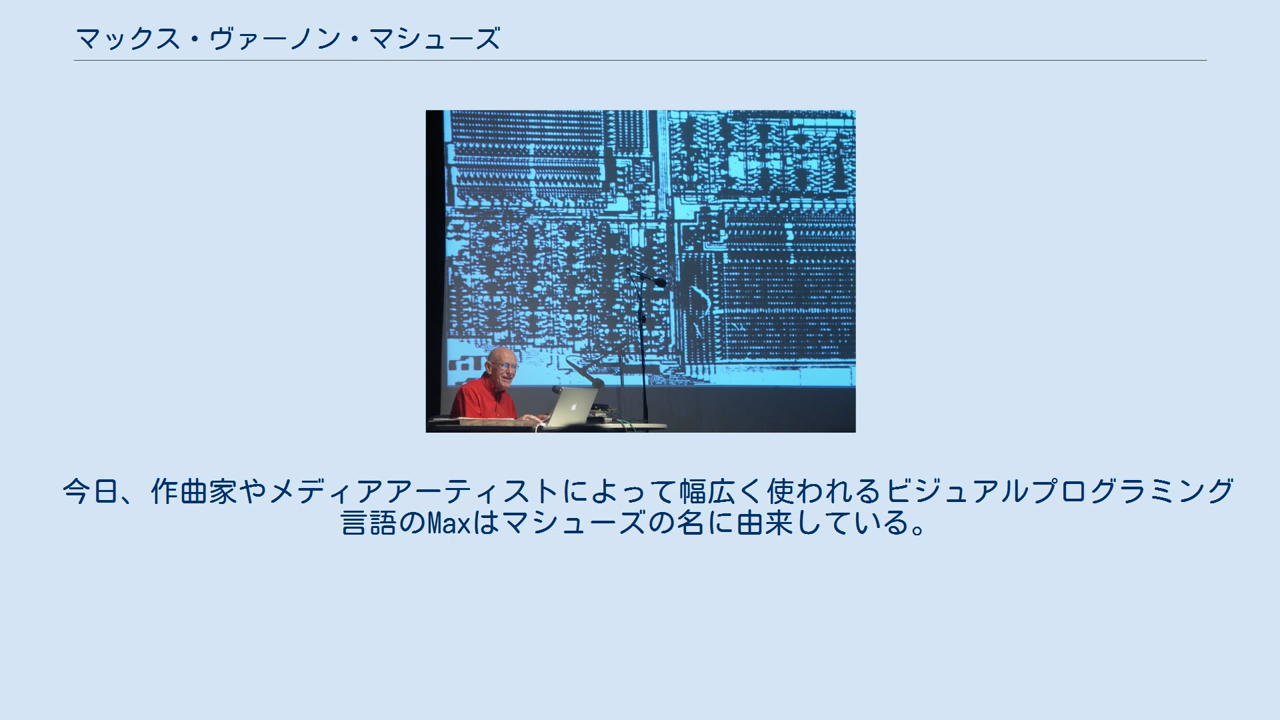 マックス・ヴァーノン・マシューズ
今日、作曲家やメディアアーティストによって幅広く使われるビジュアルプログラミング
言語のMaxはマシューズの名に由来している。